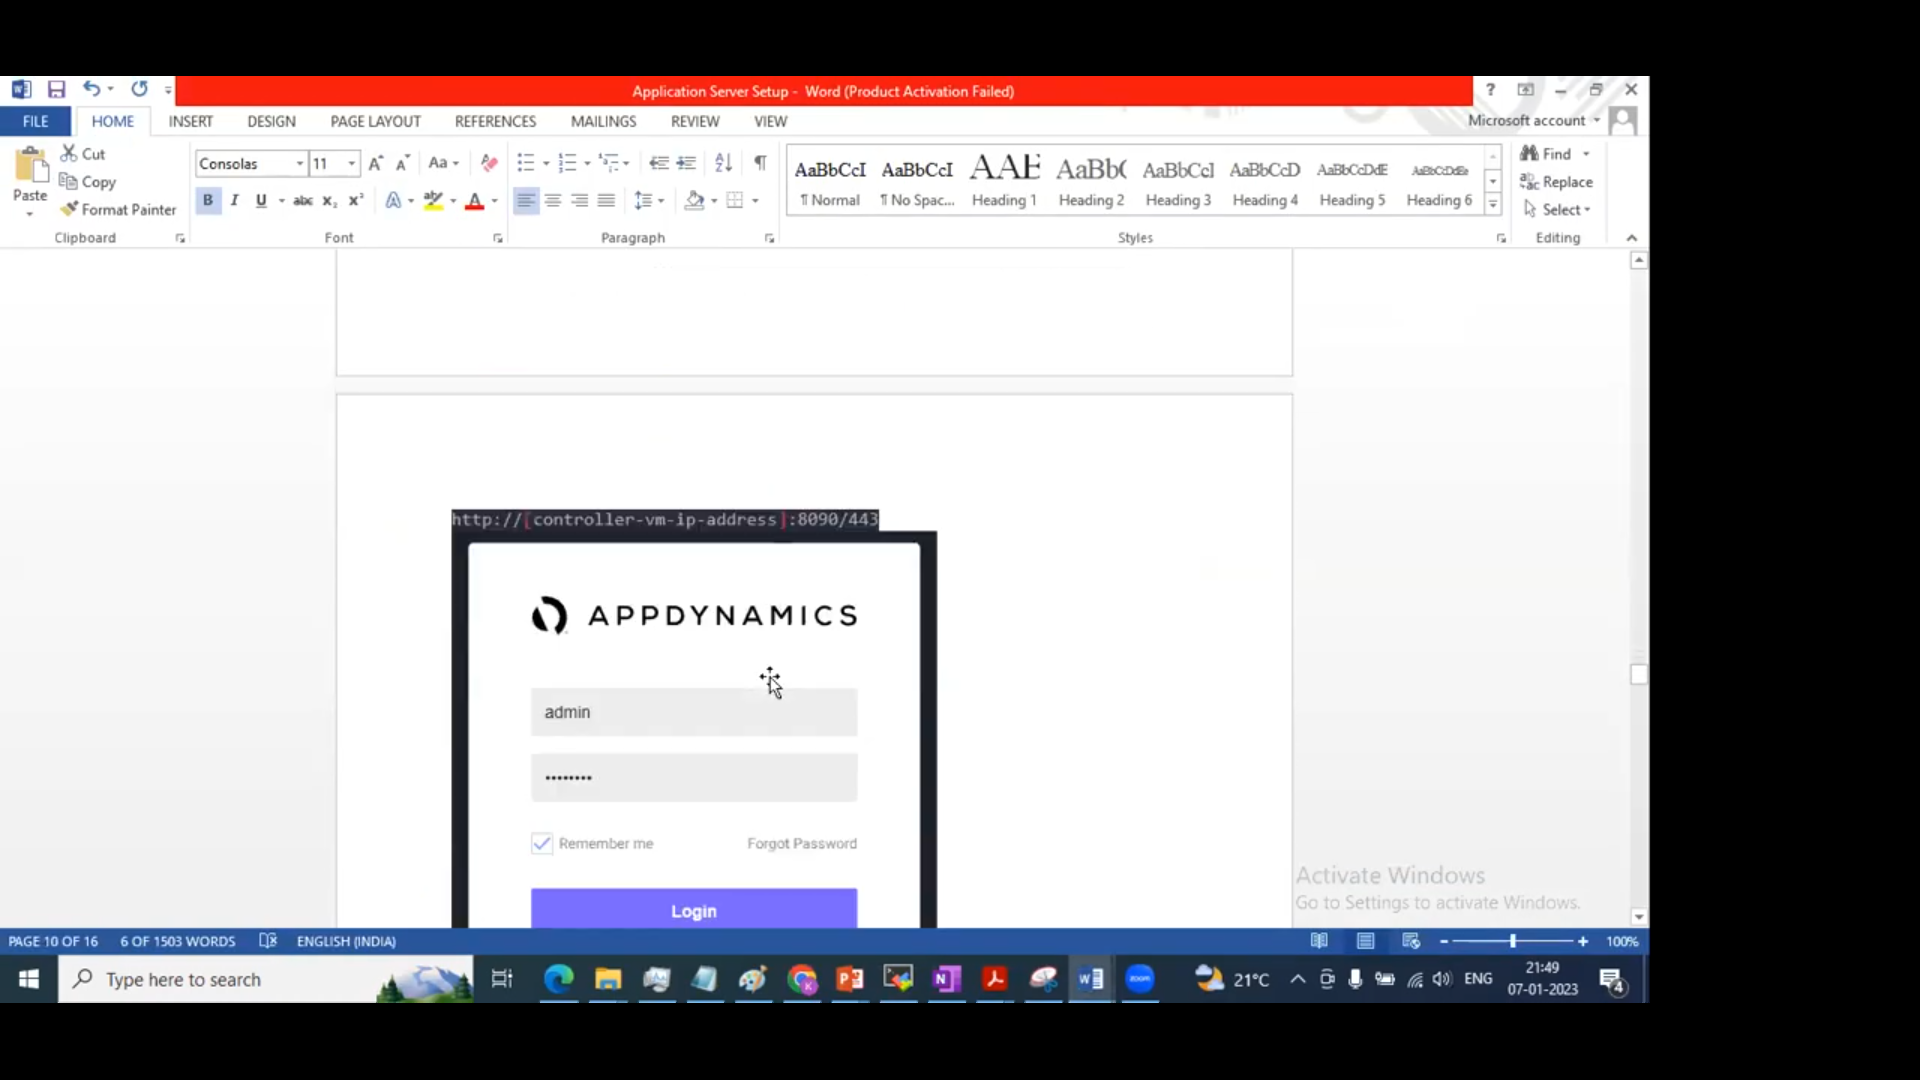 Application Server Setup - Word (Product Activation Failed)
FILE HOME INSERT DESIGN PAGE LAYOUT REFERENCES MAILINGS REVIEW VIEW Microsoft account
Paste
Cut
Copy
Format Painter
Clipboard
Consolas 11
Font
Paragraph
AaBbCcI AaBbCcI AAE AaBb( AaBbCcI AaBbCcD AaBbCcDdE AaBbCcDdEe
¶ Normal ¶ No Spac... Heading 1 Heading 2 Heading 3 Heading 4 Heading 5 Heading 6
Styles
Find
Replace
Select
Editing
http://[controller-vm-ip-address]:8090/443
APPDYNAMICS
admin
••••••••
Remember me Forgot Password
Login
Activate Windows
Go to Settings to activate Windows.
PAGE 10 OF 16 6 OF 1503 WORDS ENGLISH (INDIA) 100%
Type here to search
zoom
21°C ENG
21:49
07-01-2023
4